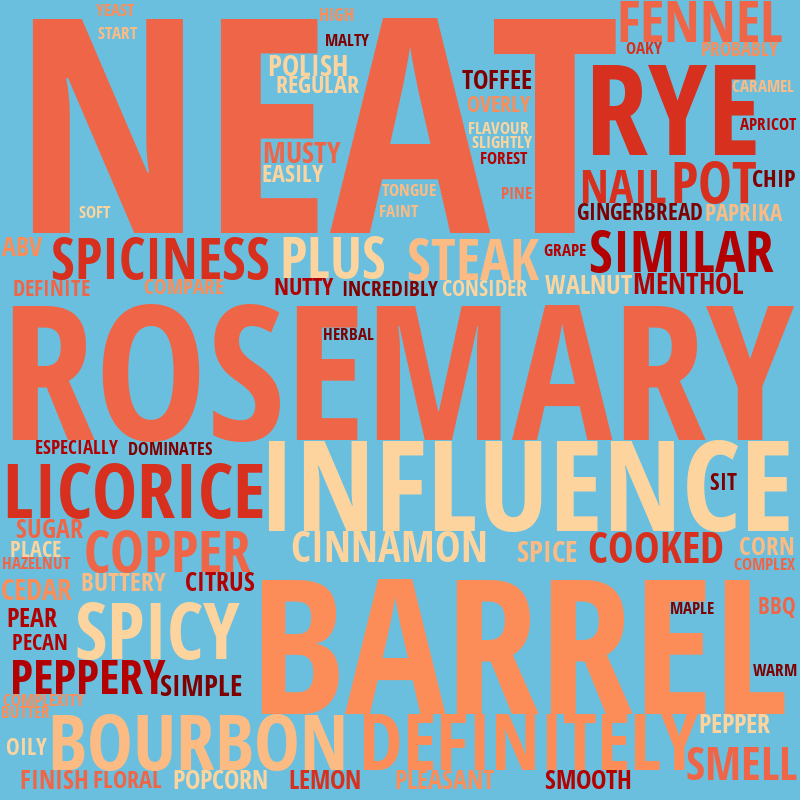 YEAST
START
HIGH
MALTY
POLISH
REGULAR
NEAT
MUSTY
EASILY
SOFT
TONGUE
FAINT
TOFFEE
OVERLY
FLAVOUR
SLIGHTLY
FOREST
PINE
FENNEL
OAKY
PROBABLY
RYE
CARAMEL
APRICOT
NAIL
POT
CHIP
GINGERBREAD
PAPRIKA
ABV
SPICINESS
PLUS
STEAK
GRAPE
SIMILAR
DEFINITE
COMPARE
NUTTY
INCREDIBLY
CONSIDER
WALNUT
MENTHOL
ROSEMARY
HERBAL
ESPECIALLY
DOMINATES
LICORICE
INFLUENCE
SIT
SUGAR
PLACE
HAZELNUT
COPPER
CINNAMON
SPICE
COOKED
CORN
COMPLEX
CEDAR
BUTTERY
CITRUS
PEAR
PECAN
SPICY
BARREL
MAPLE
BBQ
WARM
PEPPERY
SIMPLE
COMPLEXITY
BUTTER
OILY
BOURBON
DEFINITELY
PEPPER
SMELL
FINISH
FLORAL
POPCORN
LEMON
PLEASANT
SMOOTH